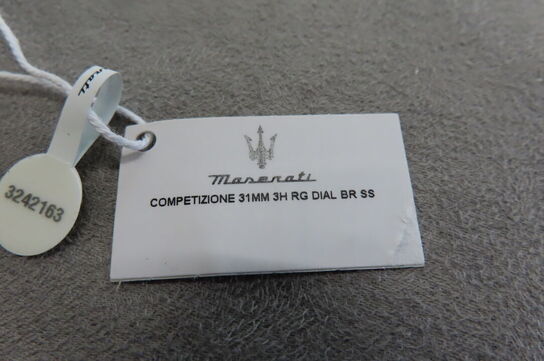 Maserati
COMPETIZIONE 31MM 3H RG DIAL BR SS
3242163